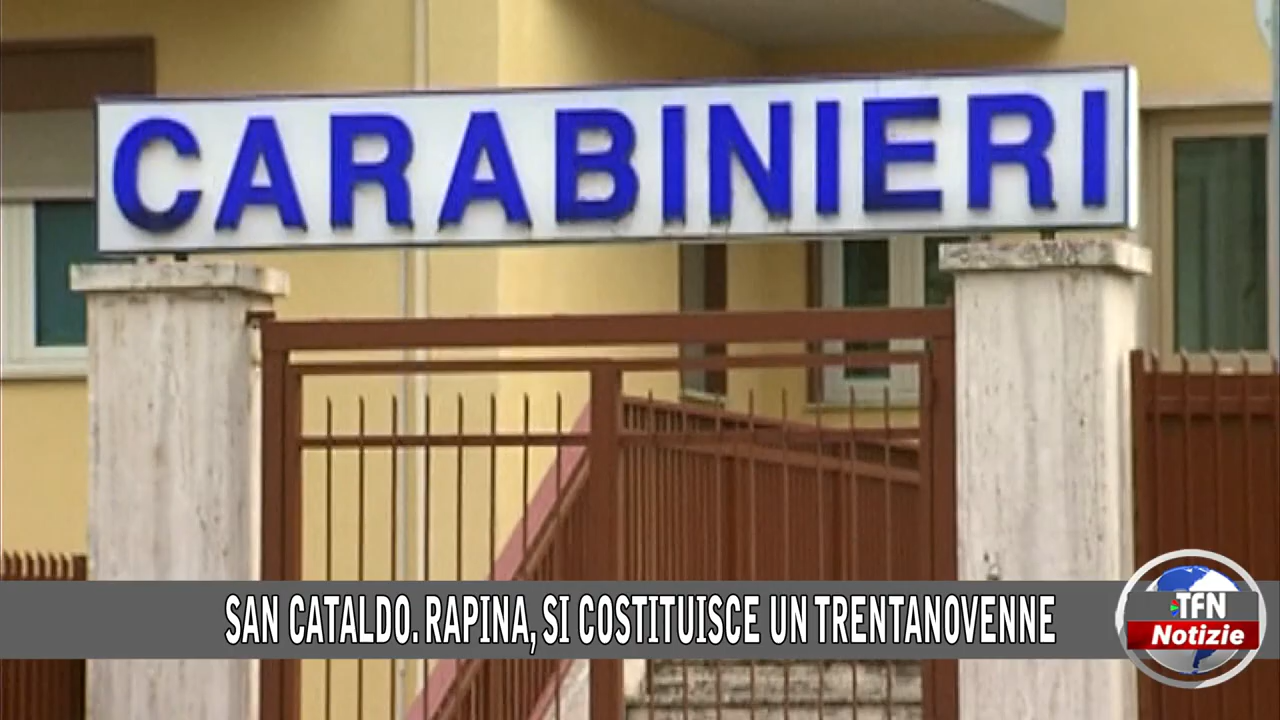 CARABINIERI
SAN CATALDO. RAPINA, SI COSTITUISCE UN TRENTANOVENNE
TFN
Notizie